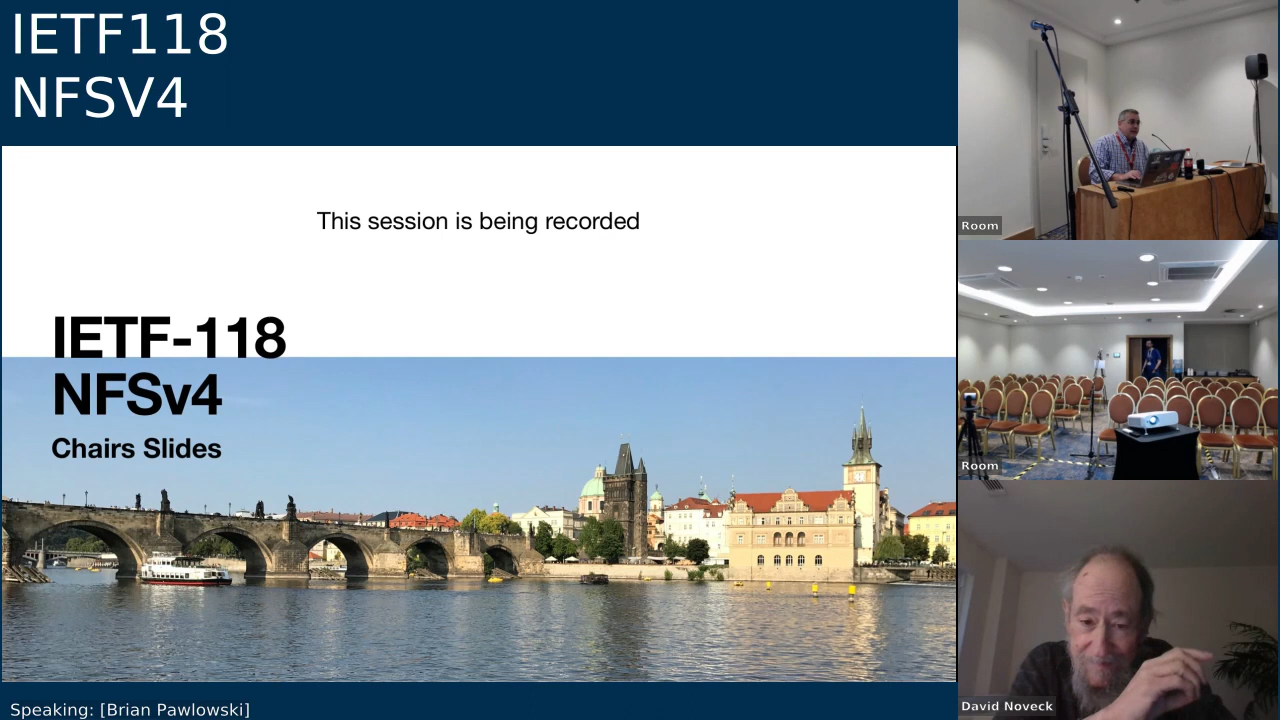 IETF118
NFSV4
This session is being recorded
IETF-118
NFSv4
Chairs Slides
Speaking: [Brian Pawlowski]
Room
Room
David Noveck